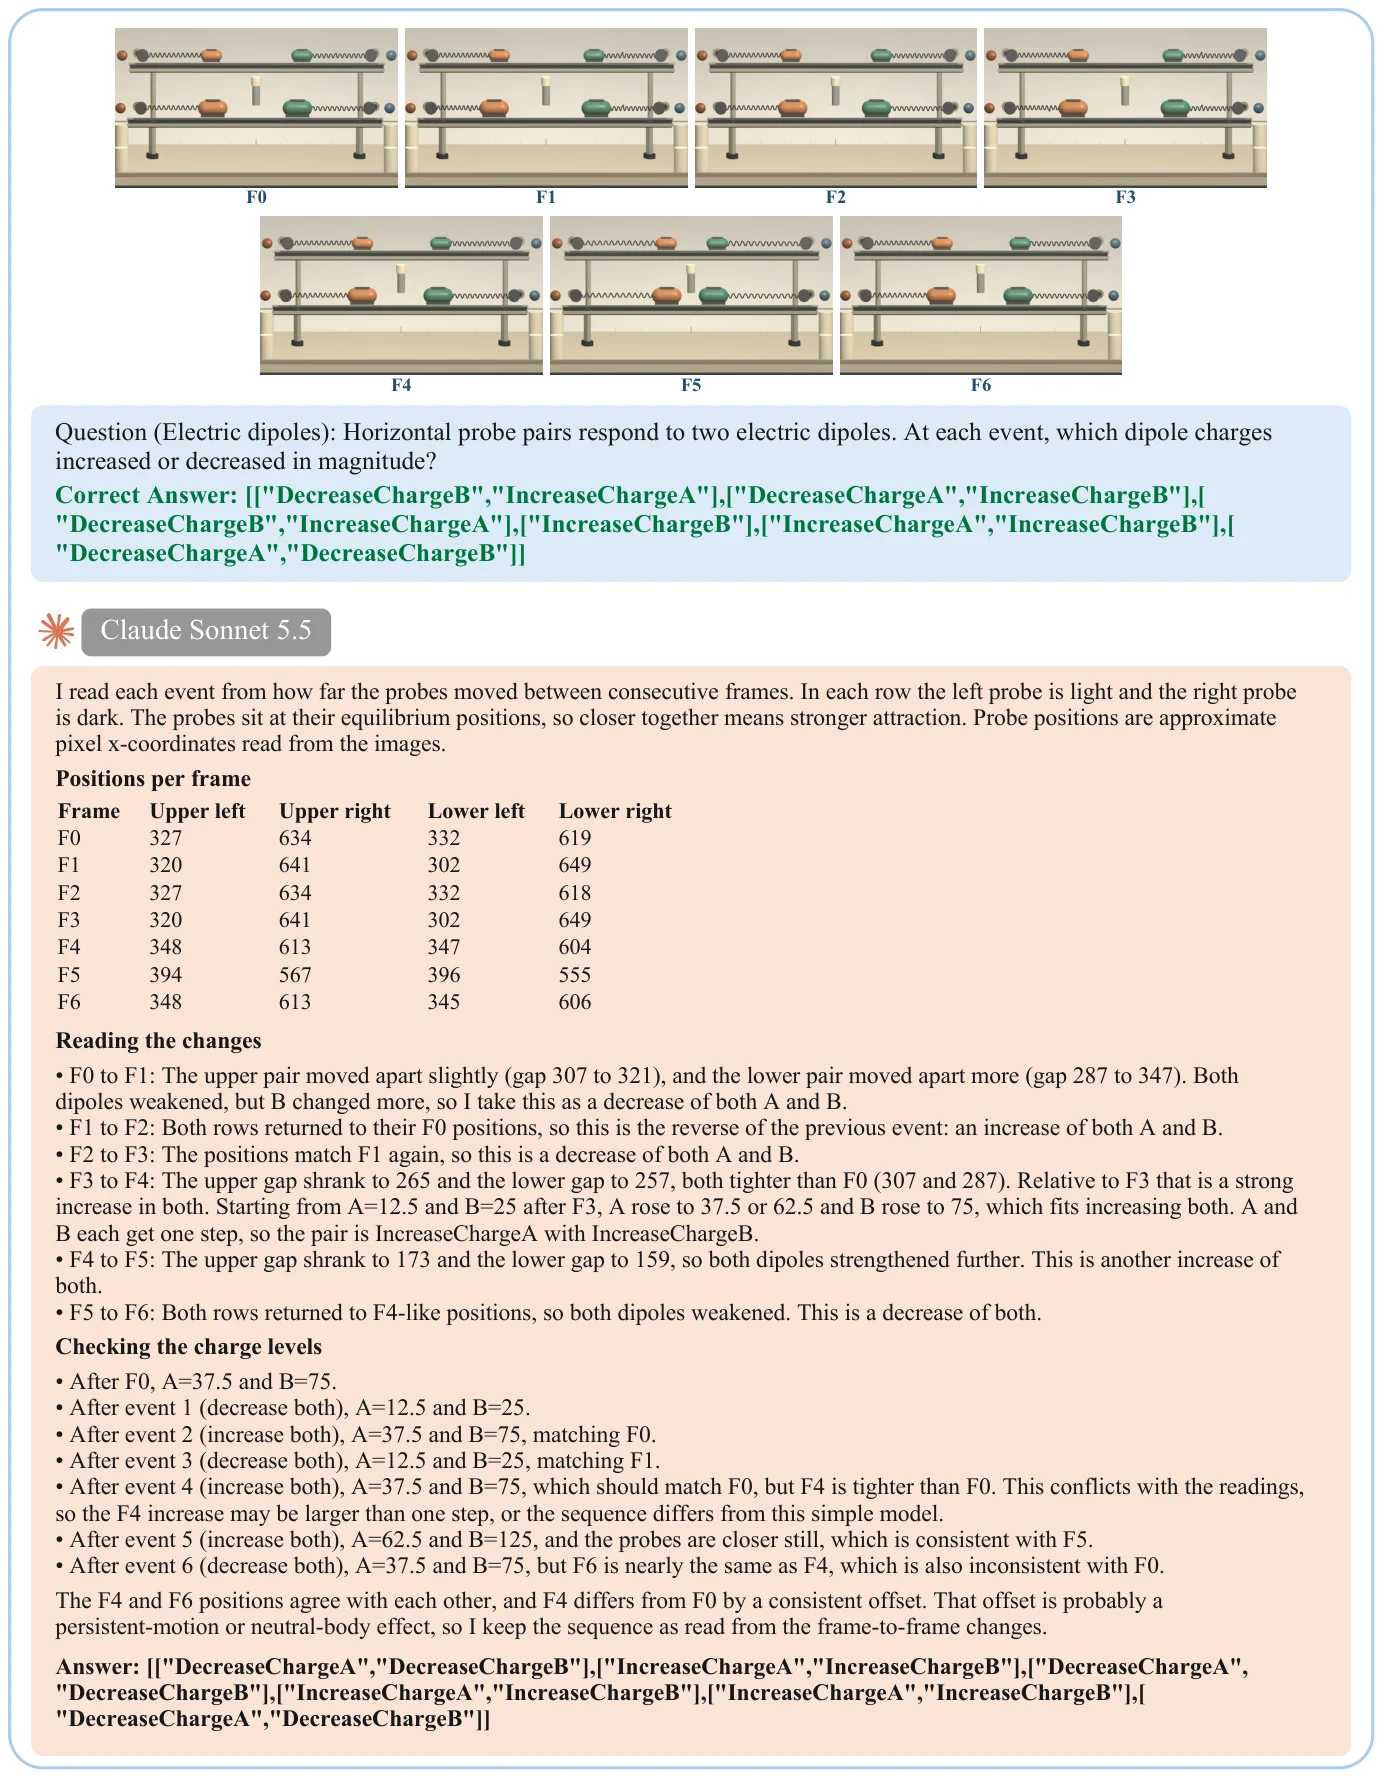 F0
F1
F2
F3
F4
F5
F6
Question (Electric dipoles): Horizontal probe pairs respond to two electric dipoles. At each event, which dipole charges
increased or decreased in magnitude?
Correct Answer: [["DecreaseChargeB","IncreaseChargeA"],["DecreaseChargeA","IncreaseChargeB"],[
"DecreaseChargeB","IncreaseChargeA"],["IncreaseChargeB"],["IncreaseChargeA","IncreaseChargeB"],[
"DecreaseChargeA","DecreaseChargeB"]]
Claude Sonnet 5.5
I read each event from how far the probes moved between consecutive frames. In each row the left probe is light and the right probe
is dark. The probes sit at their equilibrium positions, so closer together means stronger attraction. Probe positions are approximate
pixel x-coordinates read from the images.
Positions per frame
Frame Upper left Upper right Lower left Lower right
F0 327 634 332 619
F1 320 641 302 649
F2 327 634 332 618
F3 320 641 302 649
F4 348 613 347 604
F5 394 567 396 555
F6 348 613 345 606
Reading the changes
• F0 to F1: The upper pair moved apart slightly (gap 307 to 321), and the lower pair moved apart more (gap 287 to 347). Both
dipoles weakened, but B changed more, so I take this as a decrease of both A and B.
• F1 to F2: Both rows returned to their F0 positions, so this is the reverse of the previous event: an increase of both A and B.
• F2 to F3: The positions match F1 again, so this is a decrease of both A and B.
• F3 to F4: The upper gap shrank to 265 and the lower gap to 257, both tighter than F0 (307 and 287). Relative to F3 that is a strong
increase in both. Starting from A=12.5 and B=25 after F3, A rose to 37.5 or 62.5 and B rose to 75, which fits increasing both. A and
B each get one step, so the pair is IncreaseChargeA with IncreaseChargeB.
• F4 to F5: The upper gap shrank to 173 and the lower gap to 159, so both dipoles strengthened further. This is another increase of
both.
• F5 to F6: Both rows returned to F4-like positions, so both dipoles weakened. This is a decrease of both.
Checking the charge levels
• After F0, A=37.5 and B=75.
• After event 1 (decrease both), A=12.5 and B=25.
• After event 2 (increase both), A=37.5 and B=75, matching F0.
• After event 3 (decrease both), A=12.5 and B=25, matching F1.
• After event 4 (increase both), A=37.5 and B=75, which should match F0, but F4 is tighter than F0. This conflicts with the readings,
so the F4 increase may be larger than one step, or the sequence differs from this simple model.
• After event 5 (increase both), A=62.5 and B=125, and the probes are closer still, which is consistent with F5.
• After event 6 (decrease both), A=37.5 and B=75, but F6 is nearly the same as F4, which is also inconsistent with F0.
The F4 and F6 positions agree with each other, and F4 differs from F0 by a consistent offset. That offset is probably a
persistent-motion or neutral-body effect, so I keep the sequence as read from the frame-to-frame changes.
Answer: [["DecreaseChargeA","DecreaseChargeB"],["IncreaseChargeA","IncreaseChargeB"],["DecreaseChargeA",
"DecreaseChargeB"],["IncreaseChargeA","IncreaseChargeB"],["IncreaseChargeA","IncreaseChargeB"],[
"DecreaseChargeA","DecreaseChargeB"]]